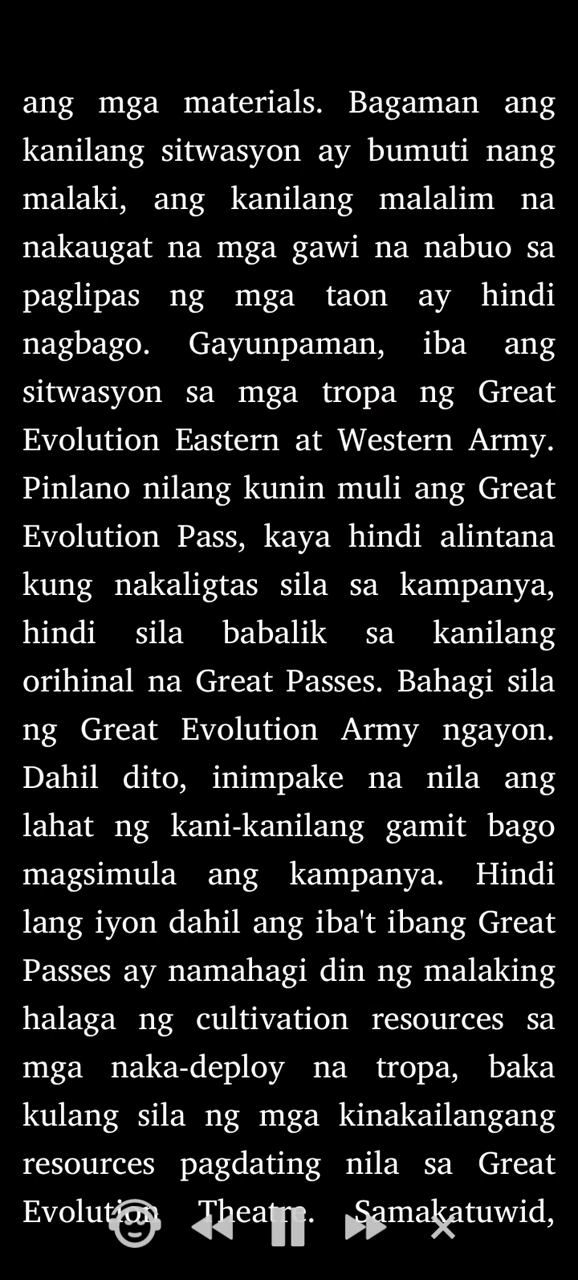 ang mga materials. Bagaman ang
kanilang sitwasyon ay bumuti nang
malaki, ang kanilang malalim na
nakaugat na mga gawi na nabuo sa
paglipas ng mga taon ay hindi
nagbago. Gayunpaman, iba ang
sitwasyon sa mga tropa ng Great
Evolution Eastern at Western Army.
Pinlano nilang kunin muli ang Great
Evolution Pass, kaya hindi alintana
kung nakaligtas sila sa kampanya,
hindi sila babalik sa kanilang
orihinal na Great Passes. Bahagi sila
ng Great Evolution Army ngayon.
Dahil dito, inimpake na nila ang
lahat ng kani-kanilang gamit bago
magsimula ang kampanya. Hindi
lang iyon dahil ang iba't ibang Great
Passes ay namahagi din ng malaking
halaga ng cultivation resources sa
mga naka-deploy na tropa, baka
kulang sila ng mga kinakailangang
resources pagdating nila sa Great
Evolution Theatre. Samakatuwid,